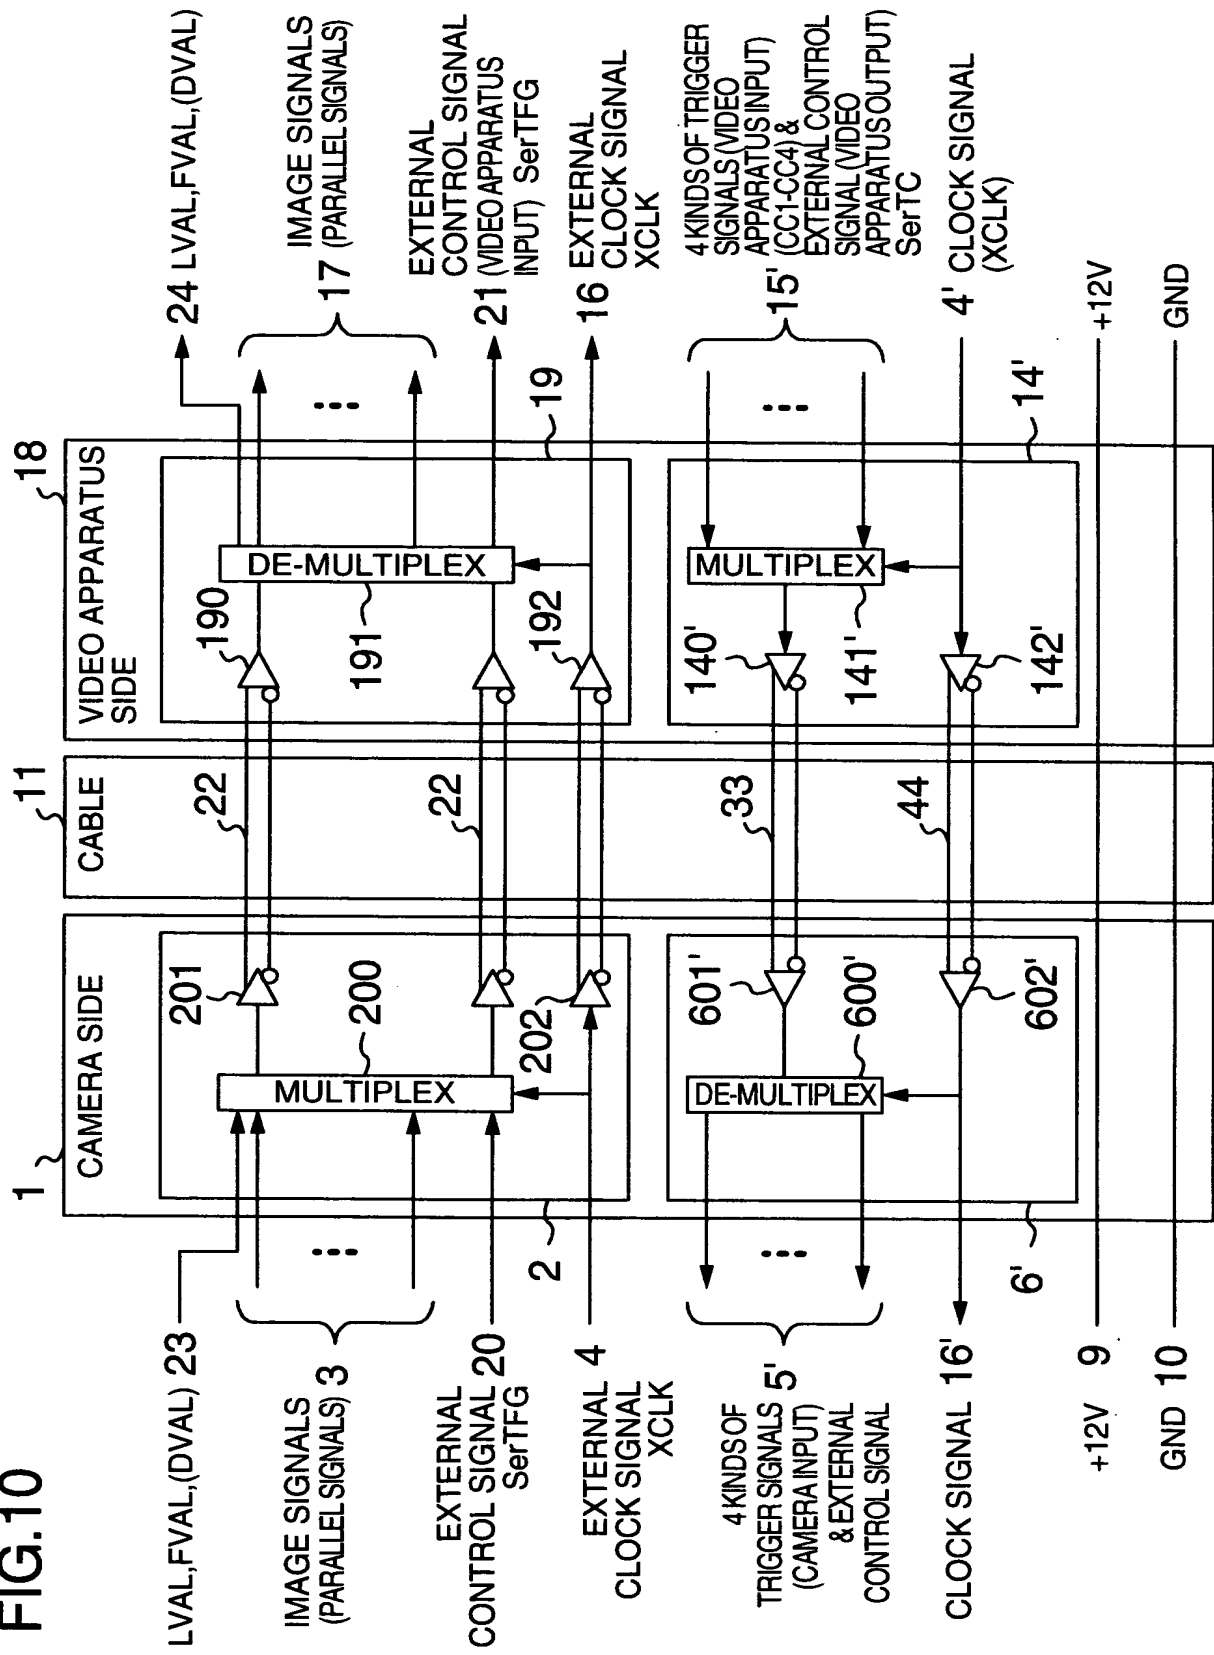 FIG.10
1
CAMERA SIDE
11
CABLE
18
VIDEO APPARATUS
SIDE
LVAL,FVAL,(DVAL) 23
IMAGE SIGNALS
(PARALLEL SIGNALS) 3
EXTERNAL
CONTROL SIGNAL 20
SerTFG
EXTERNAL 4
CLOCK SIGNAL
XCLK
4 KINDS OF
TRIGGER SIGNALS 5'
(CAMERA INPUT)
& EXTERNAL
CONTROL SIGNAL
CLOCK SIGNAL 16'
+12V 9
GND 10
2
MULTIPLEX
200
201
202
6'
DE-MULTIPLEX
600'
601'
602'
22
22
33
44
190
DE-MULTIPLEX
191
192
19
140'
MULTIPLEX
141'
142'
14'
24 LVAL,FVAL,(DVAL)
IMAGE SIGNALS
17 (PARALLEL SIGNALS)
EXTERNAL
CONTROL SIGNAL
21 (VIDEO APPARATUS
INPUT) SerTFG
16 EXTERNAL
CLOCK SIGNAL
XCLK
4 KINDS OF TRIGGER
SIGNALS (VIDEO
APPARATUS INPUT)
15' (CC1-CC4) &
EXTERNAL CONTROL
SIGNAL (VIDEO
APPARATUS OUTPUT)
SerTC
4' CLOCK SIGNAL
(XCLK)
+12V
GND